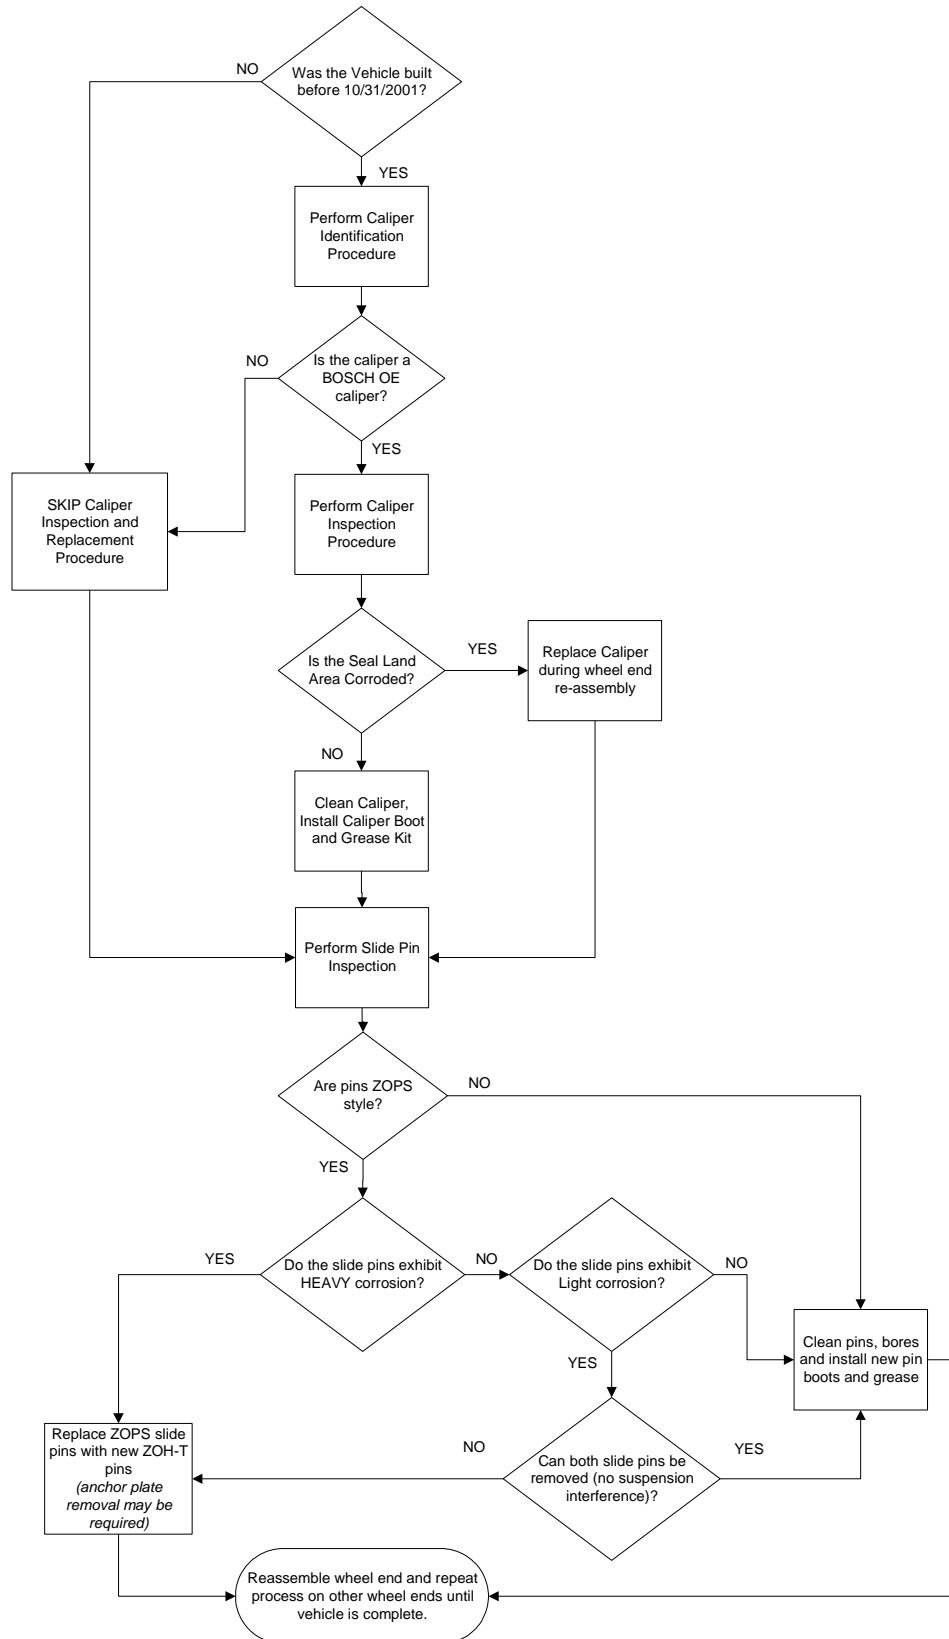 Was the Vehicle built
before 10/31/2001?
NO
YES
Perform Caliper
Identification
Procedure
Is the caliper a
BOSCH OE
caliper?
NO
YES
SKIP Caliper
Inspection and
Replacement
Procedure
Perform Caliper
Inspection
Procedure
Is the Seal Land
Area Corroded?
YES
Replace Caliper
during wheel end
re-assembly
NO
Clean Caliper,
Install Caliper Boot
and Grease Kit
Perform Slide Pin
Inspection
Are pins ZOPS
style?
NO
YES
Do the slide pins exhibit
HEAVY corrosion?
YES
NO
Do the slide pins exhibit
Light corrosion?
NO
YES
Clean pins, bores
and install new pin
boots and grease
Replace ZOPS slide
pins with new ZOH-T
pins
(anchor plate
removal may be
required)
NO
Can both slide pins be
removed (no suspension
interference)?
YES
Reassemble wheel end and repeat
process on other wheel ends until
vehicle is complete.